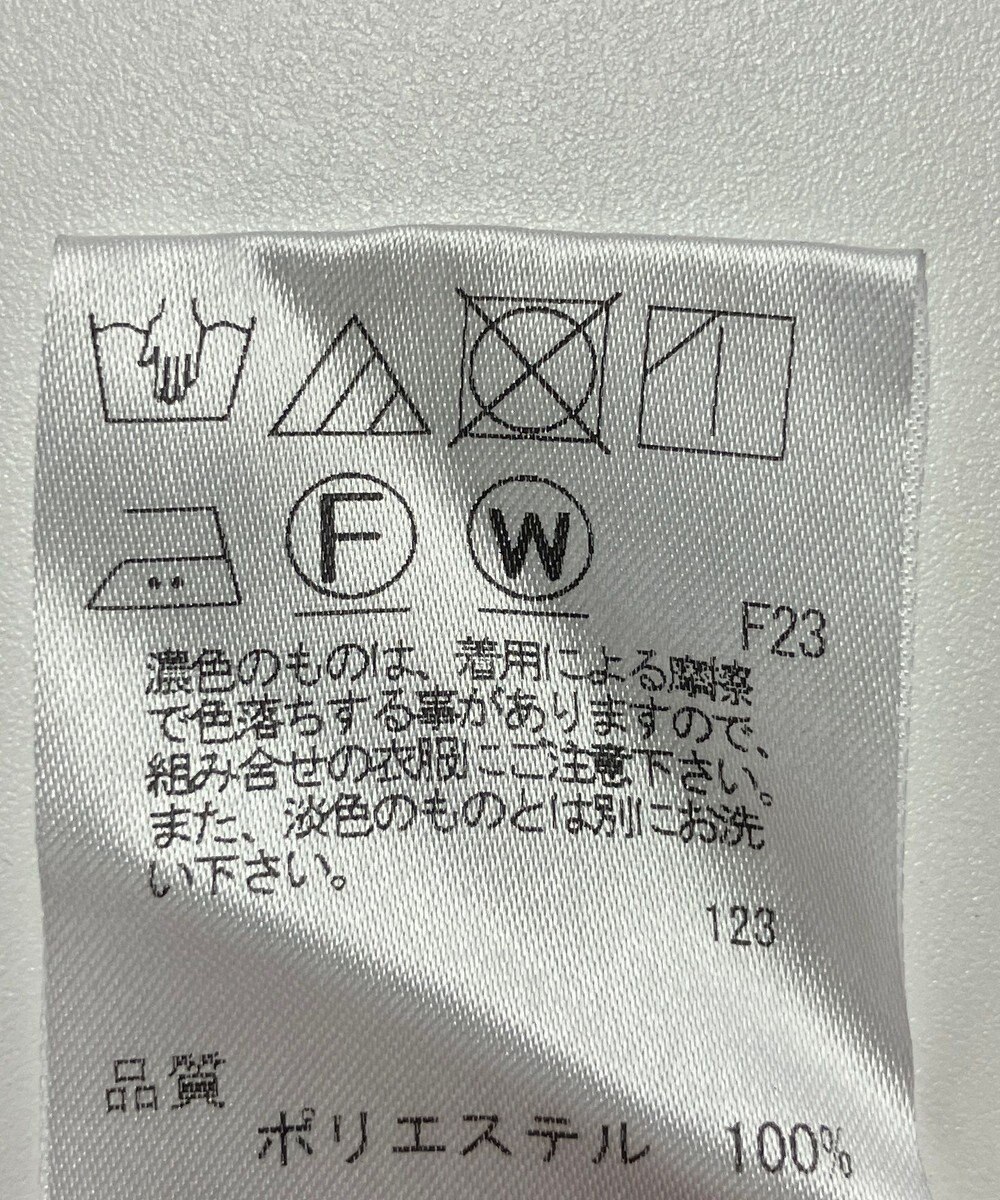 F W
F23
濃色のものは、着用による摩擦
で色落ちする事がありますので、
組み合せの衣服にご注意下さい。
また、淡色のものとは別にお洗
い下さい。
123
品質
ポリエステル 100%